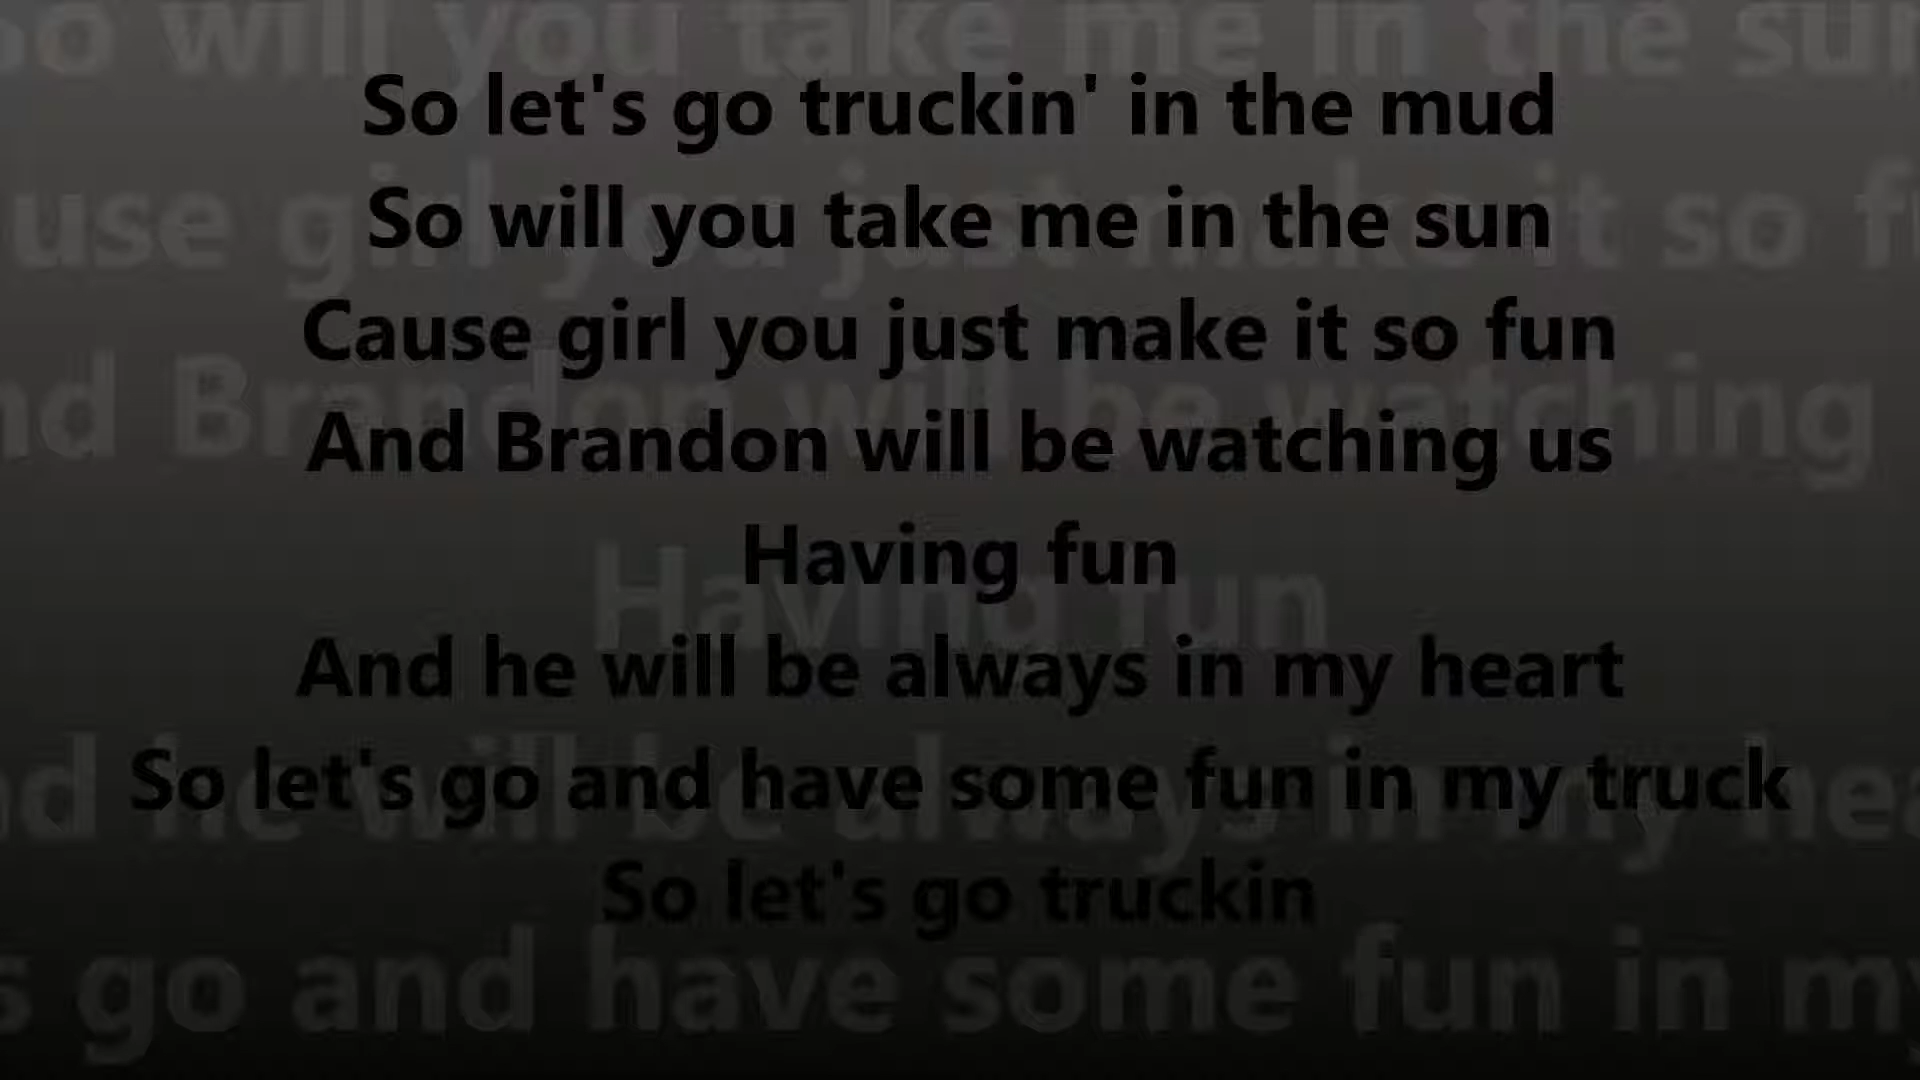 So let's go truckin' in the mud
So will you take me in the sun
Cause girl you just make it so fun
And Brandon will be watching us
Having fun
And he will be always in my heart
So let's go and have some fun in my truck
So let's go truckin